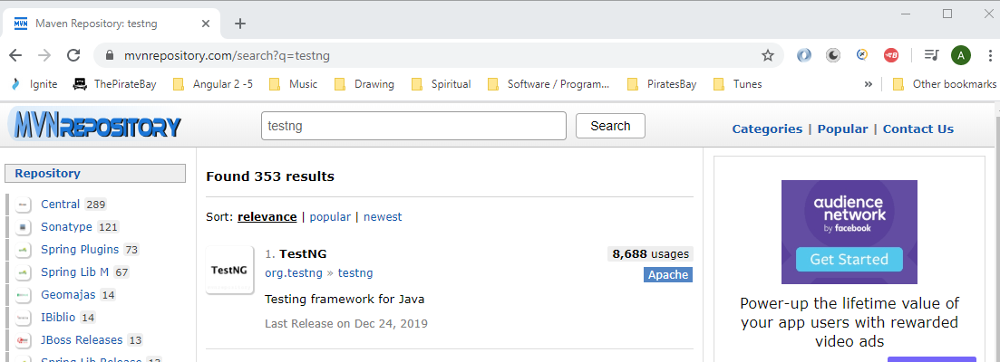 MVN Maven Repository: testng
mvnrepository.com/search?q=testng
A
Ignite ThePirateBay Angular 2 -5 Music Drawing Spiritual Software / Program... PiratesBay Tunes » Other bookmarks
MVNREPOSITORY
testng
Search
Categories | Popular | Contact Us
Repository
Central 289
Sonatype 121
Spring Plugins 73
Spring Lib M 67
Geomajas 14
IBiblio 14
JBoss Releases 13
Spring Lib Release 13
Found 353 results
Sort: relevance | popular | newest
TestNG
1. TestNG
8,688 usages
org.testng » testng
Apache
Testing framework for Java
Last Release on Dec 24, 2019
audience
network
by facebook
Get Started
Power-up the lifetime value of
your app users with rewarded
video ads